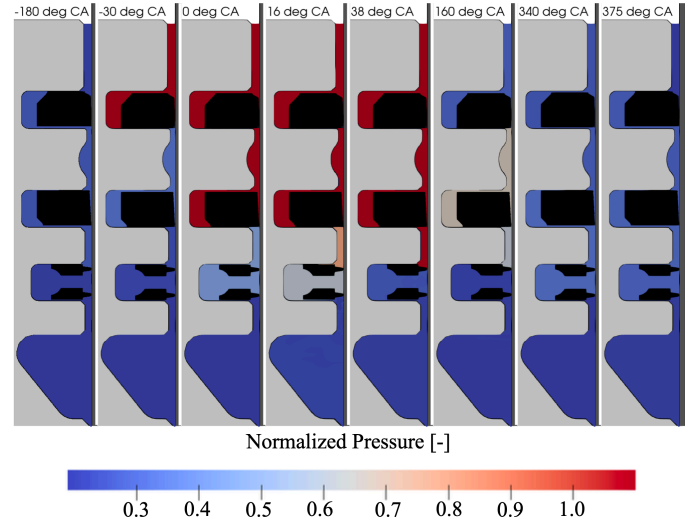 -180 deg CA -30 deg CA 0 deg CA 16 deg CA 38 deg CA 160 deg CA 340 deg CA 375 deg CA
Normalized Pressure [-]
0.3 0.4 0.5 0.6 0.7 0.8 0.9 1.0